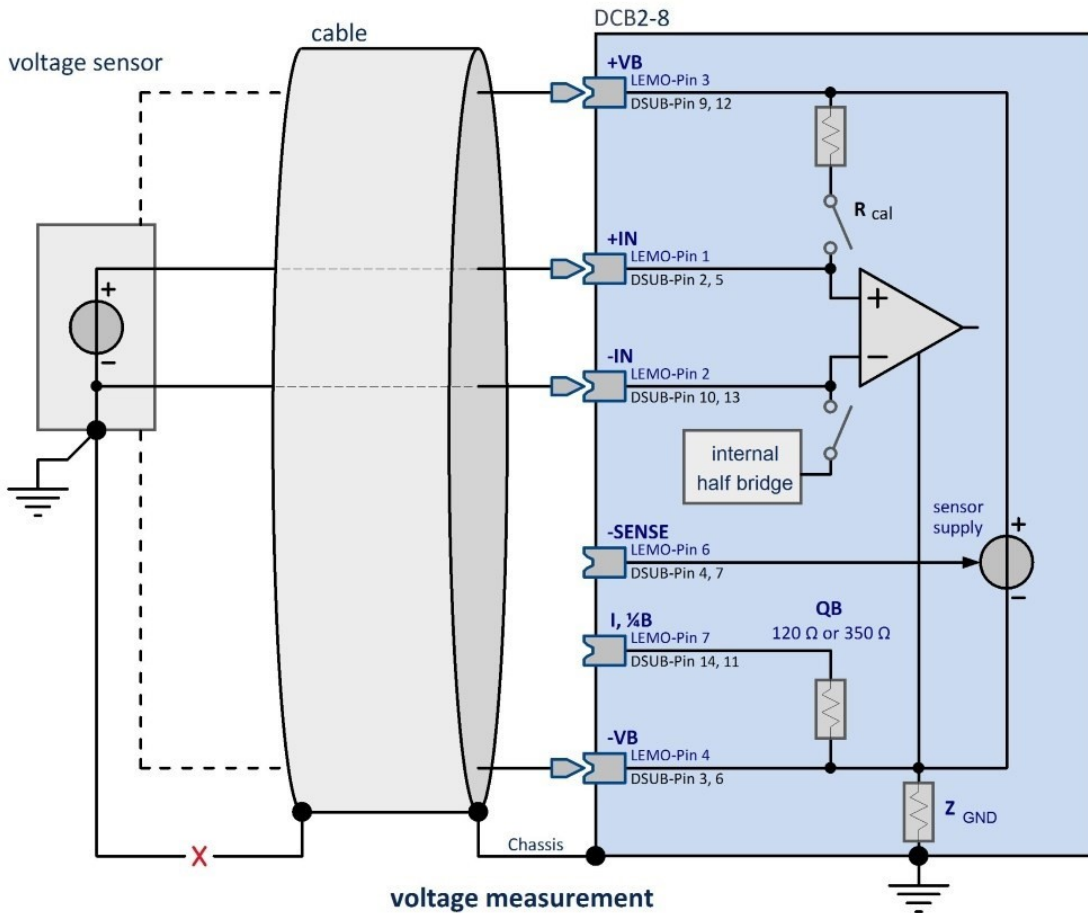 DCB2-8
cable
voltage sensor
+VB
LEMO-Pin 3
DSUB-Pin 9, 12
R cal
+IN
LEMO-Pin 1
DSUB-Pin 2, 5
+
+
-IN
LEMO-Pin 2
DSUB-Pin 10, 13
−
−
internal
half bridge
-SENSE
LEMO-Pin 6
DSUB-Pin 4, 7
sensor
supply
+
−
I, ¼B
LEMO-Pin 7
DSUB-Pin 14, 11
QB
120 Ω or 350 Ω
-VB
LEMO-Pin 4
DSUB-Pin 3, 6
Z GND
X
Chassis
voltage measurement